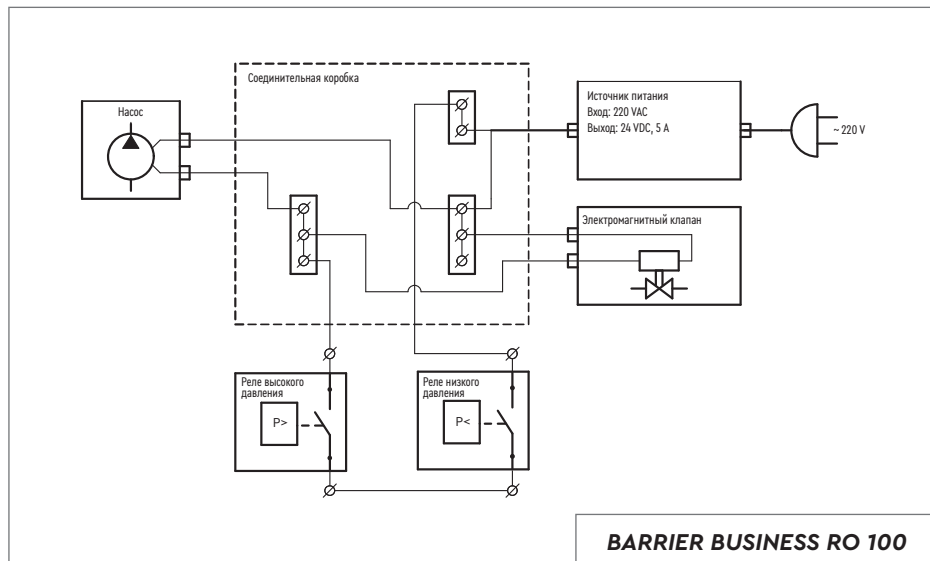 Соединительная коробка
Насос
Источник питания
Вход: 220 VAC
Выход: 24 VDC, 5 A
~ 220 V
Электромагнитный клапан
Реле высокого
давления
P>
Реле низкого
давления
P<
BARRIER BUSINESS RO 100